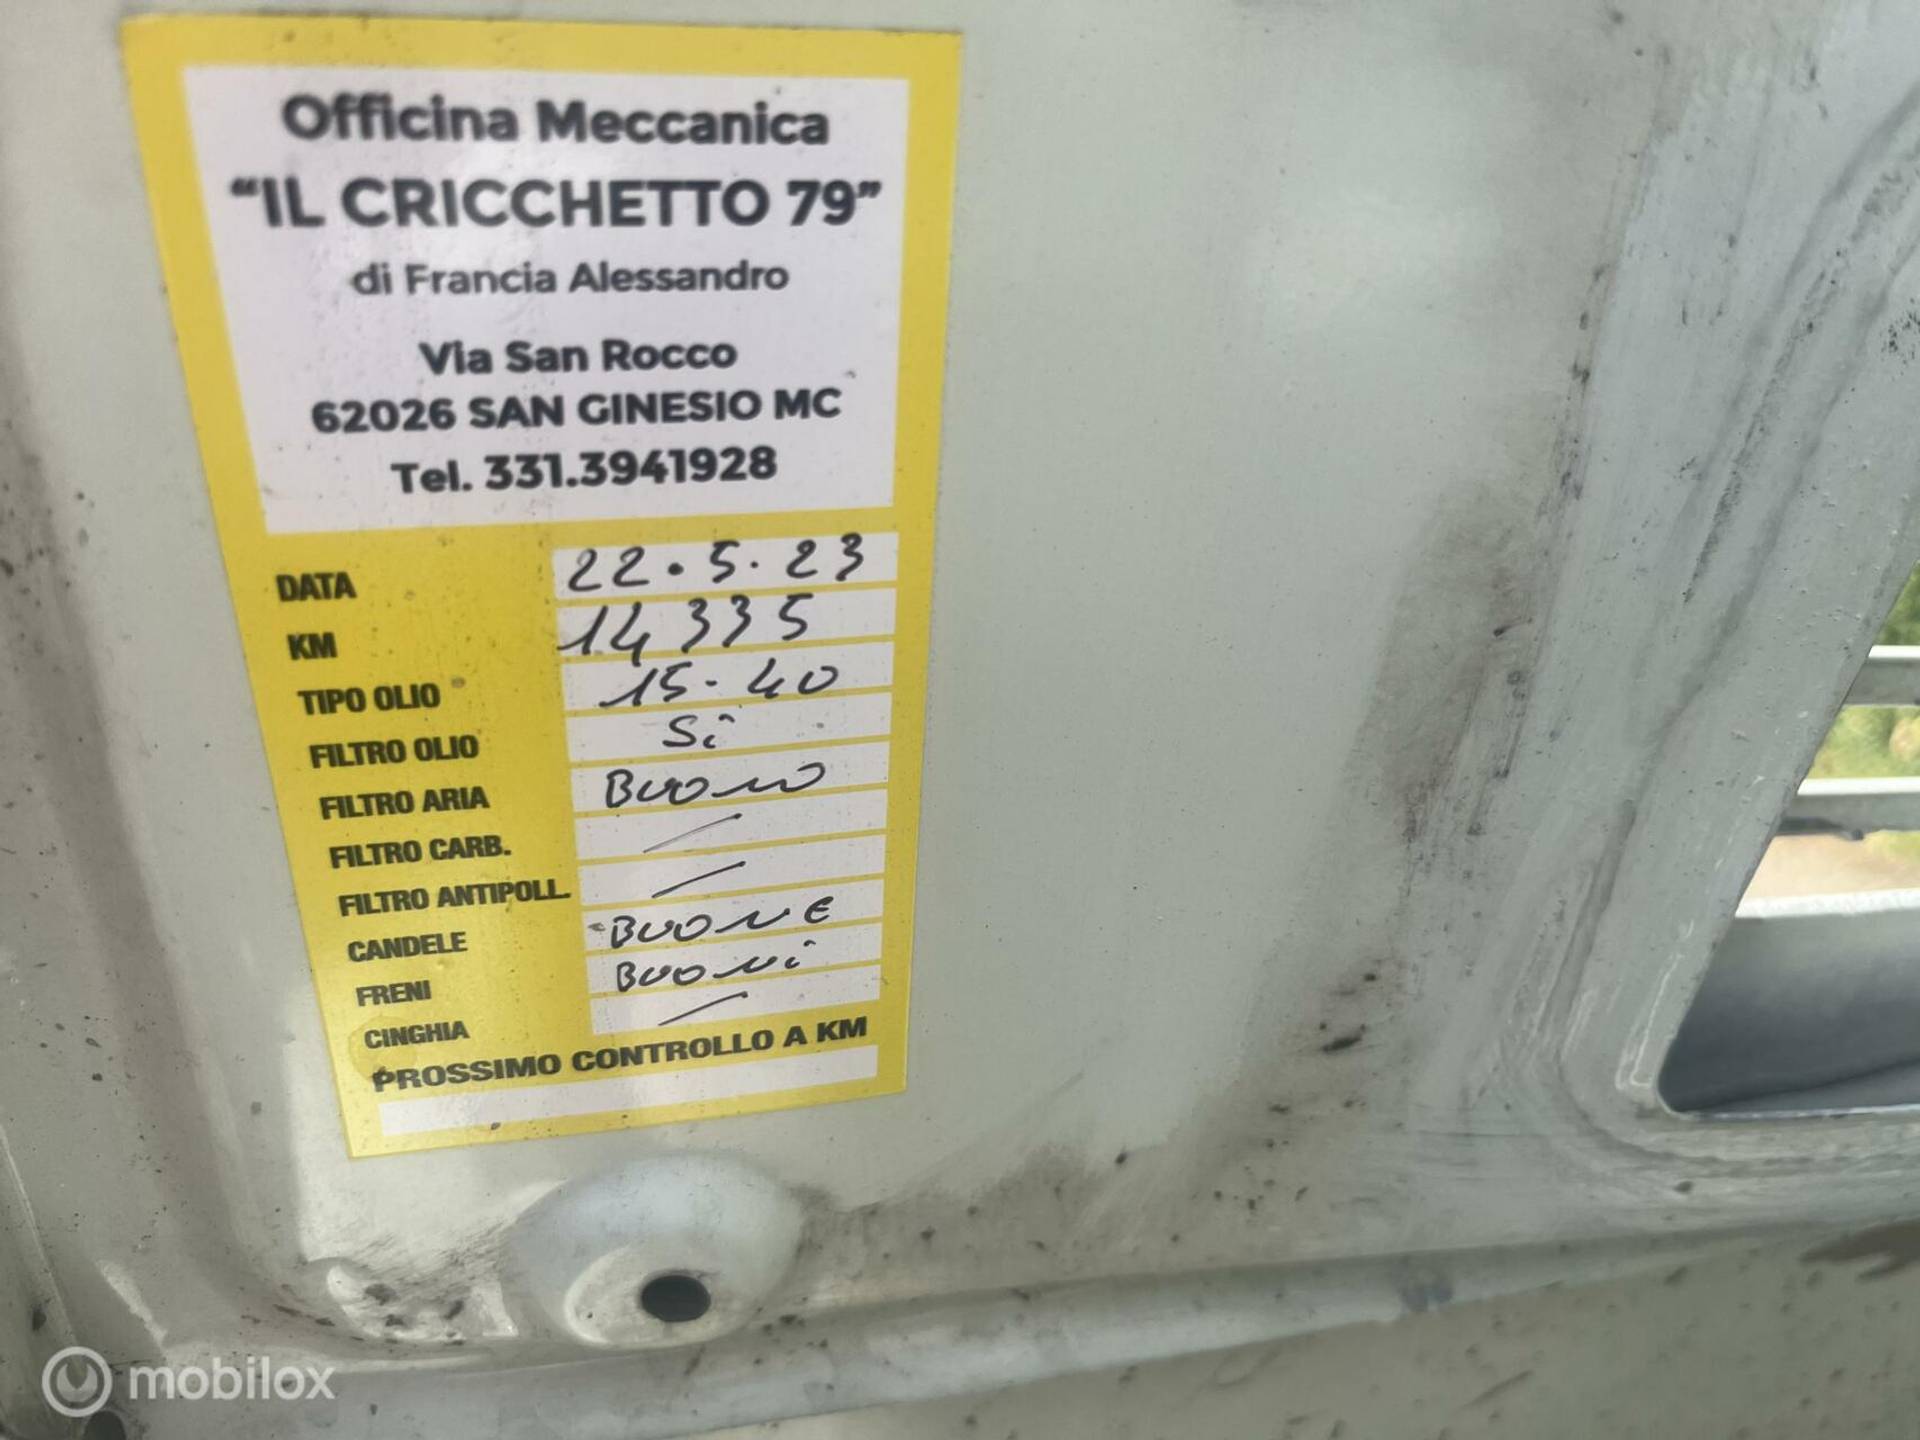 Officina Meccanica
“IL CRICCHETTO 79”
di Francia Alessandro
Via San Rocco
62026 SAN GINESIO MC
Tel. 331.3941928
DATA 22.5.23
KM 14335
TIPO OLIO 15-40
FILTRO OLIO Si
FILTRO ARIA BUONO
FILTRO CARB. /
FILTRO ANTIPOLL. /
CANDELE BUONE
FRENI BUONi
CINGHIA /
PROSSIMO CONTROLLO A KM
mobilox